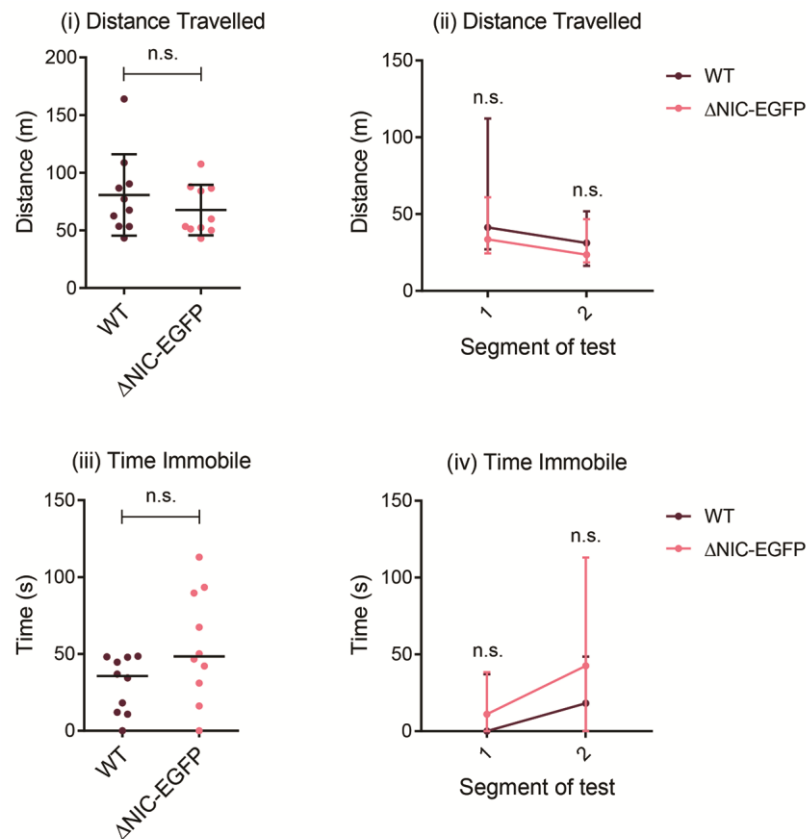 (i) Distance Travelled
n.s.
200
150
100
50
0
Distance (m)
WT
ΔNIC-EGFP
(ii) Distance Travelled
150
100
50
0
Distance (m)
n.s.
n.s.
1
2
Segment of test
WT
ΔNIC-EGFP
(iii) Time Immobile
n.s.
150
100
50
0
Time (s)
WT
ΔNIC-EGFP
(iv) Time Immobile
150
100
50
0
Time (s)
n.s.
n.s.
1
2
Segment of test
WT
ΔNIC-EGFP